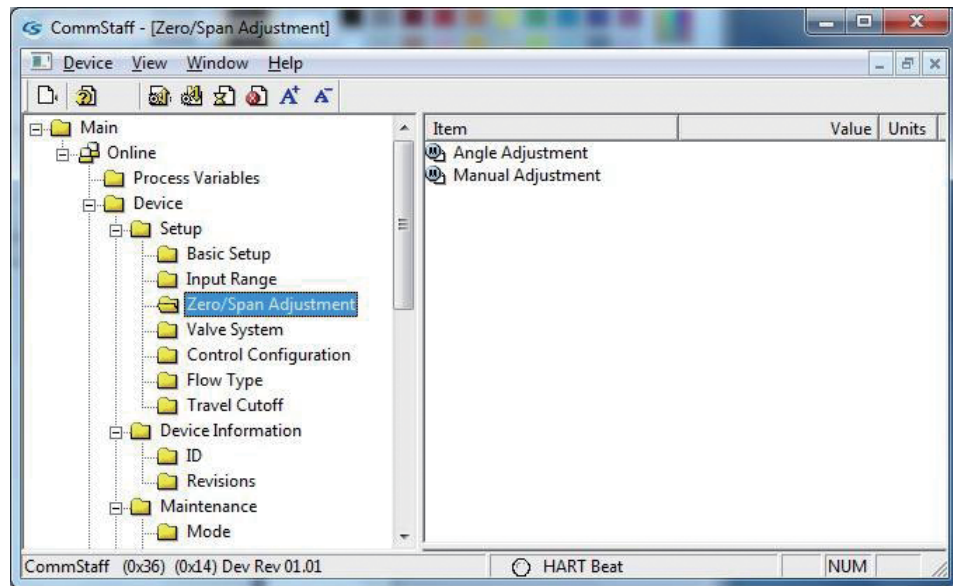 CommStaff - [Zero/Span Adjustment]
Device View Window Help
Main
Online
Process Variables
Device
Setup
Basic Setup
Input Range
Zero/Span Adjustment
Valve System
Control Configuration
Flow Type
Travel Cutoff
Device Information
ID
Revisions
Maintenance
Mode
Item Value Units
Angle Adjustment
Manual Adjustment
CommStaff (0x36) (0x14) Dev Rev 01.01 HART Beat NUM